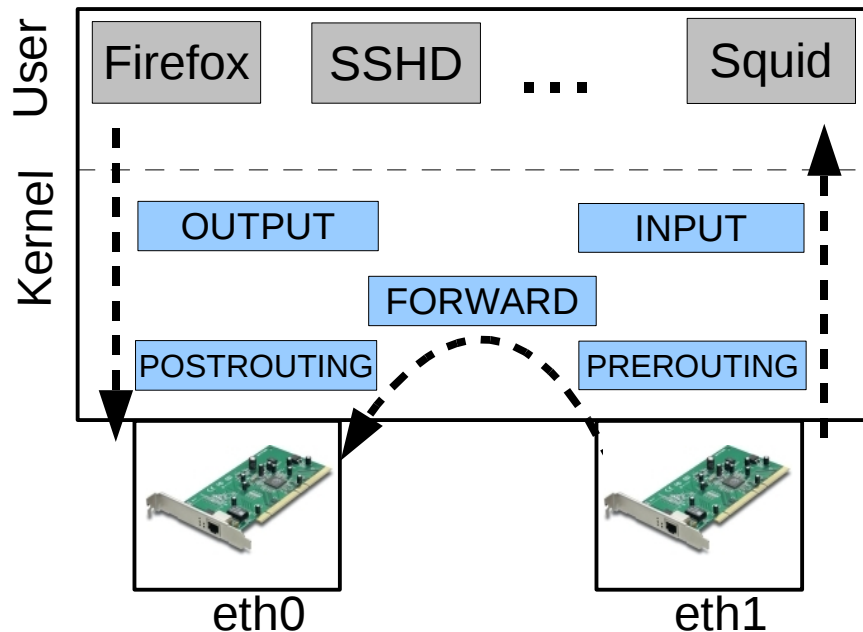 User
Firefox
SSHD
...
Squid
Kernel
OUTPUT
INPUT
FORWARD
POSTROUTING
PREROUTING
eth0
eth1